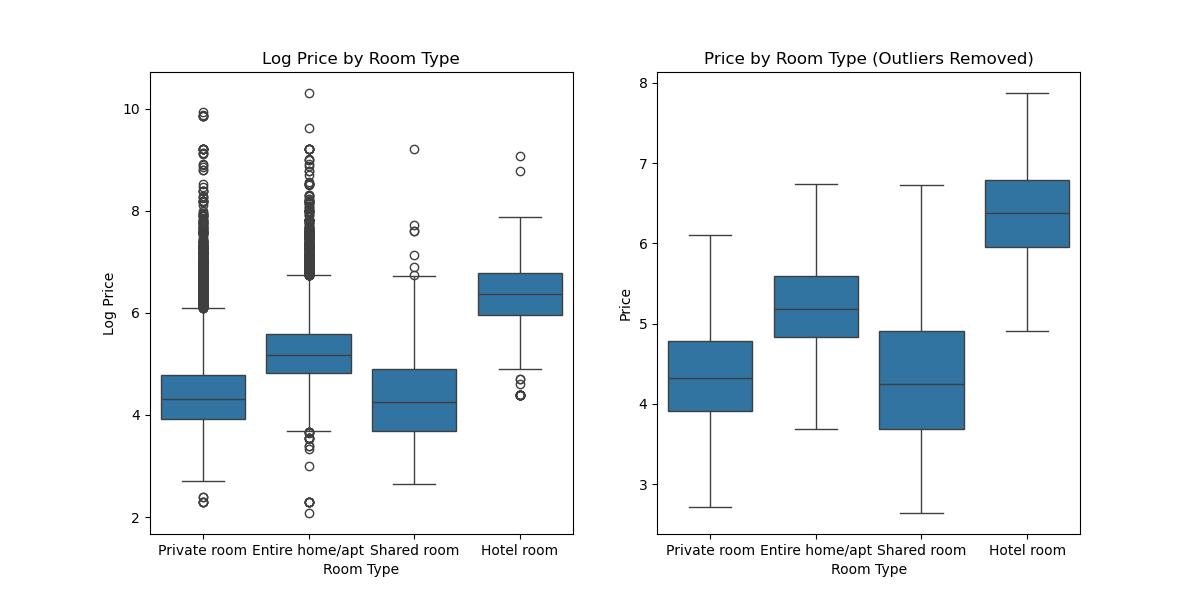 Log Price by Room Type
Log Price
10
8
6
4
2
Private room
Entire home/apt
Shared room
Hotel room
Room Type
Price by Room Type (Outliers Removed)
Price
8
7
6
5
4
3
Private room
Entire home/apt
Shared room
Hotel room
Room Type